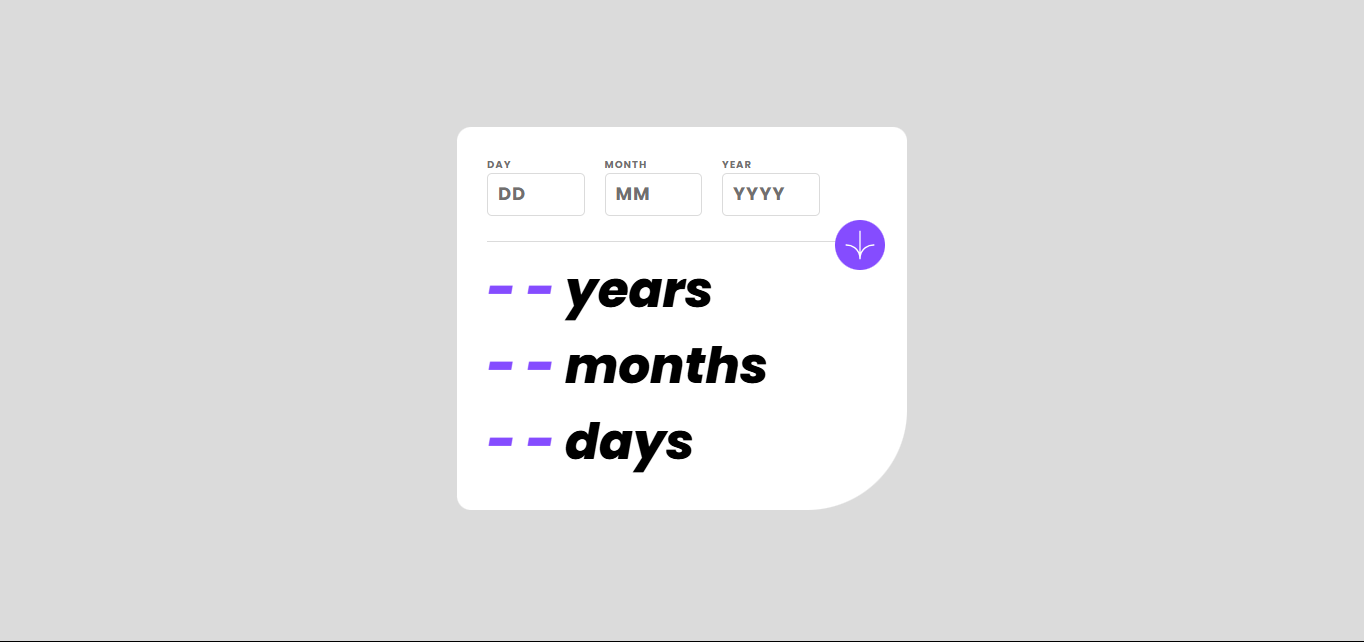 DAY MONTH YEAR
DD MM YYYY
- - years
- - months
- - days